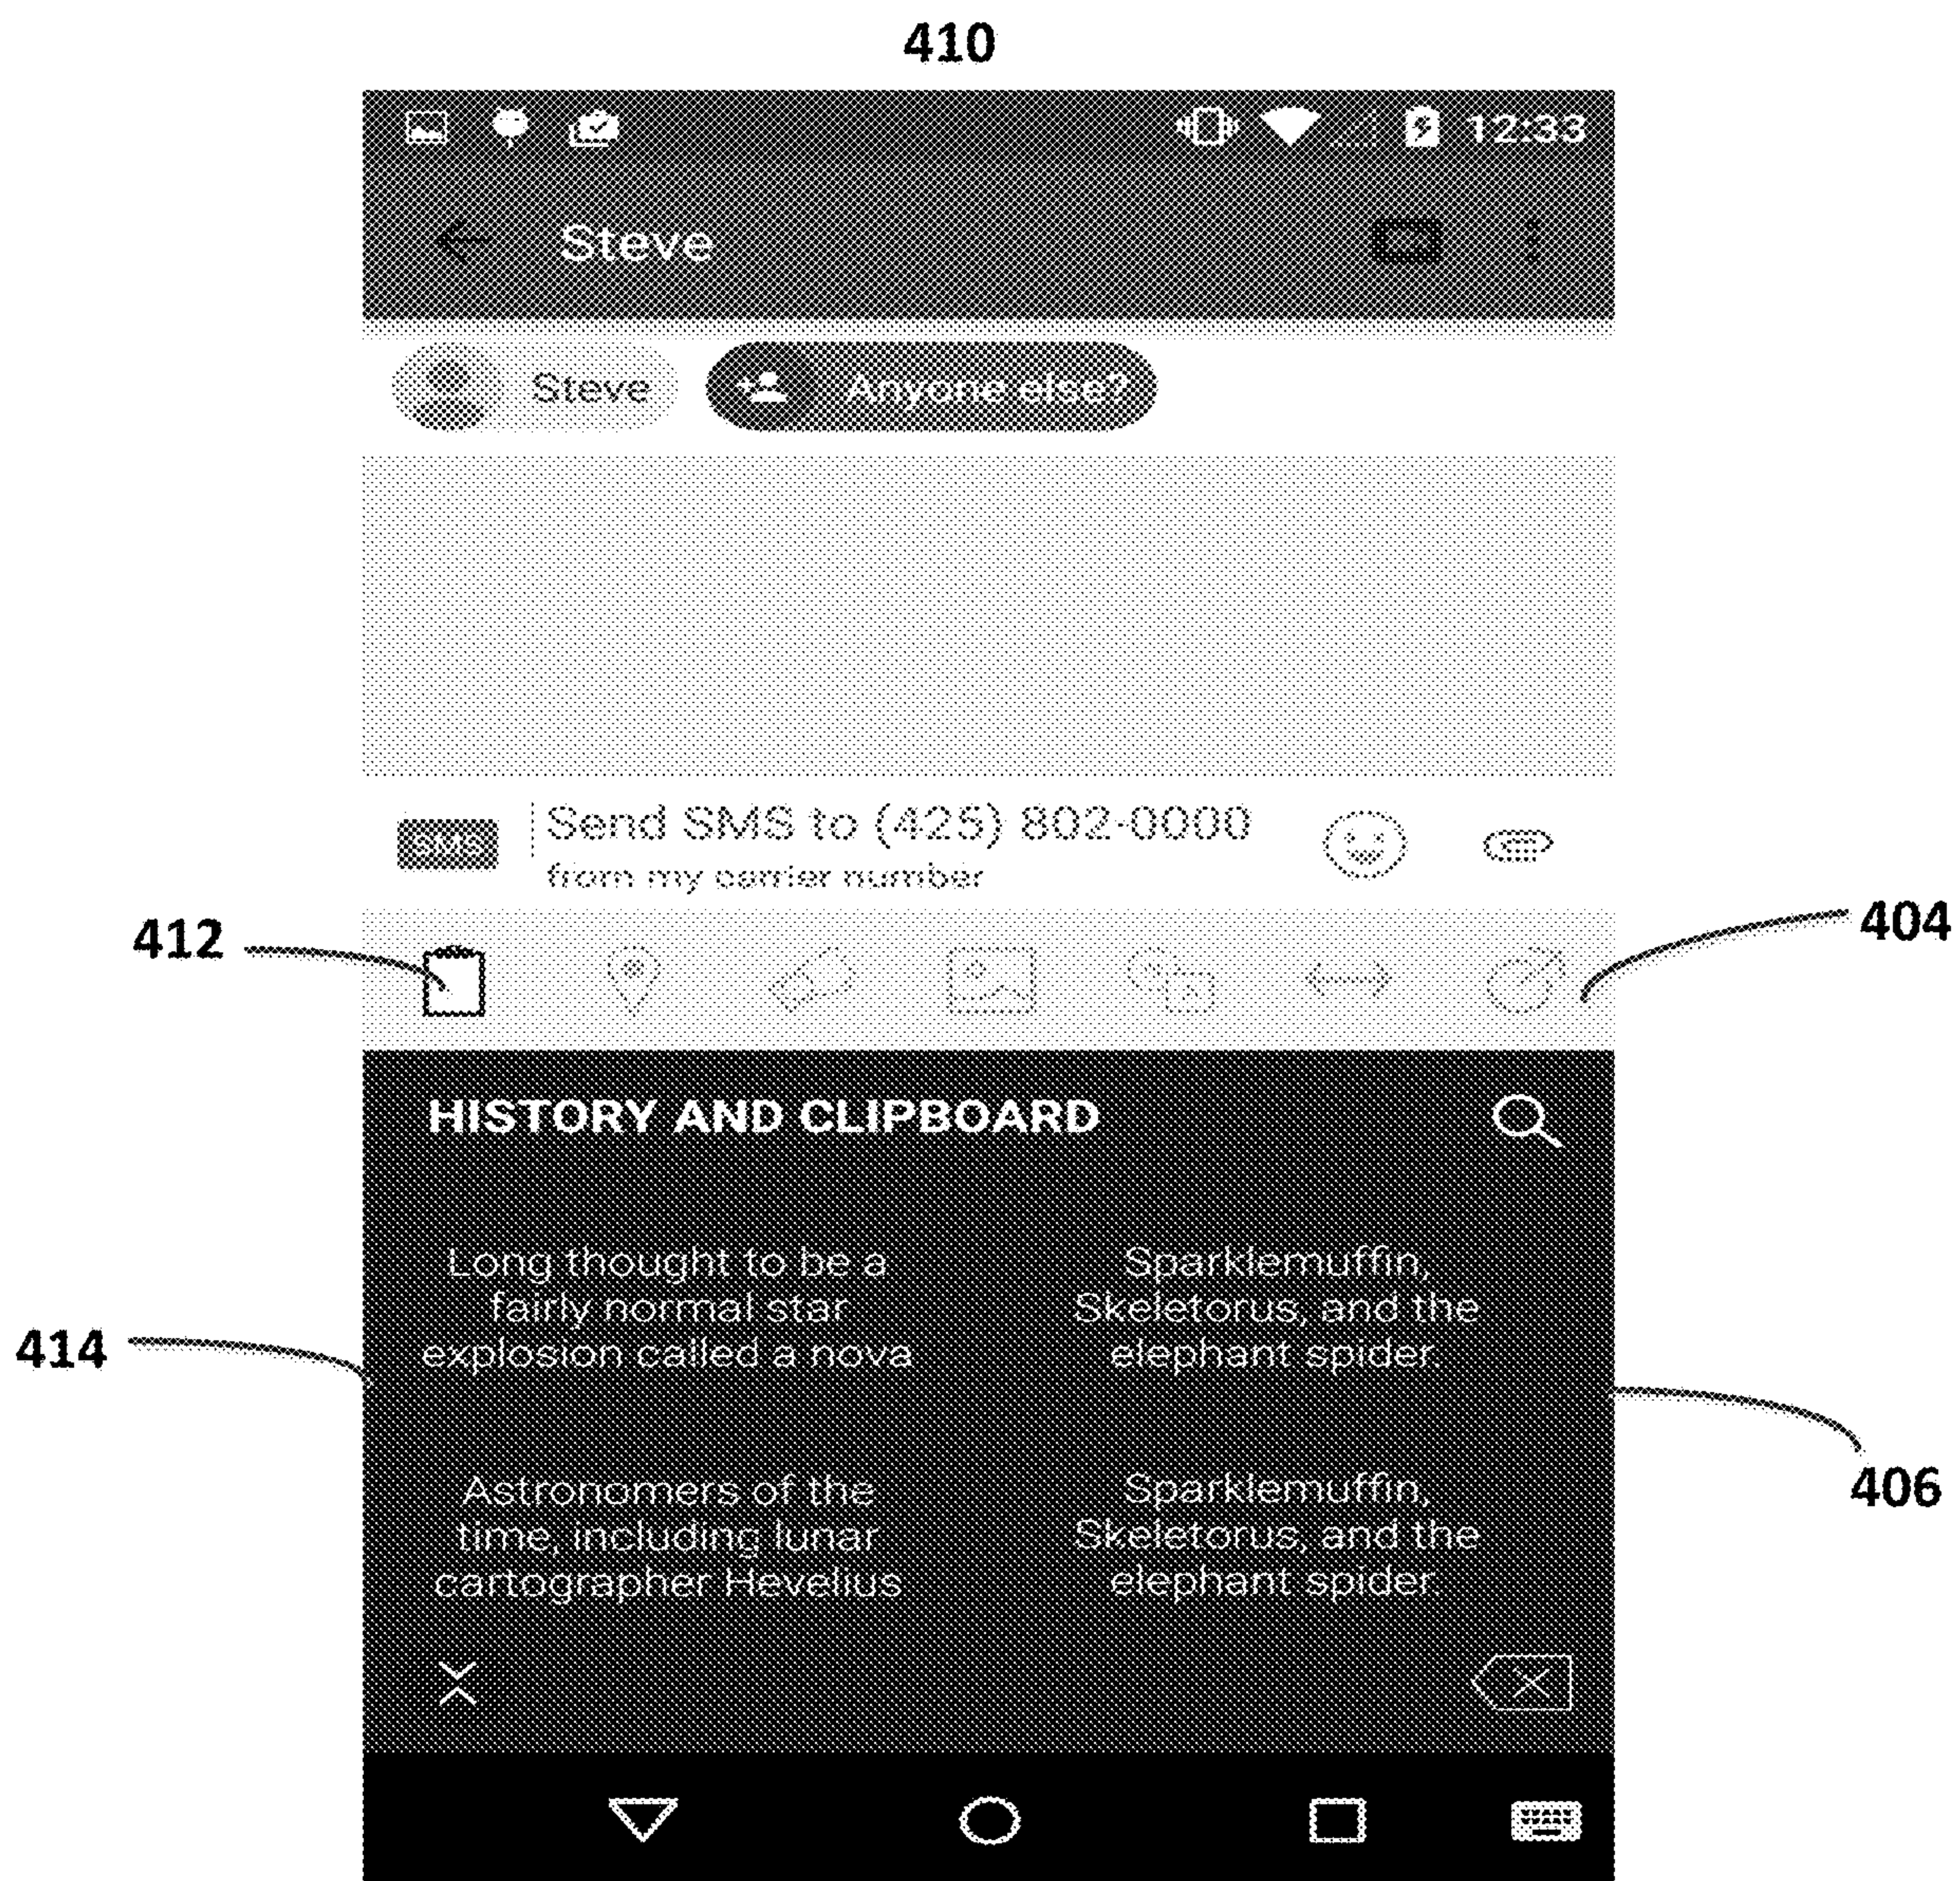 410
12:33
Steve
Steve
Anyone else?
SMS
Send SMS to (425) 802-0000
from my carrier number
412
404
HISTORY AND CLIPBOARD
Long thought to be a
fairly normal star
explosion called a nova
Sparklemuffin,
Skeletorus, and the
elephant spider.
414
406
Astronomers of the
time, including lunar
cartographer Hevelius
Sparklemuffin,
Skeletorus, and the
elephant spider.